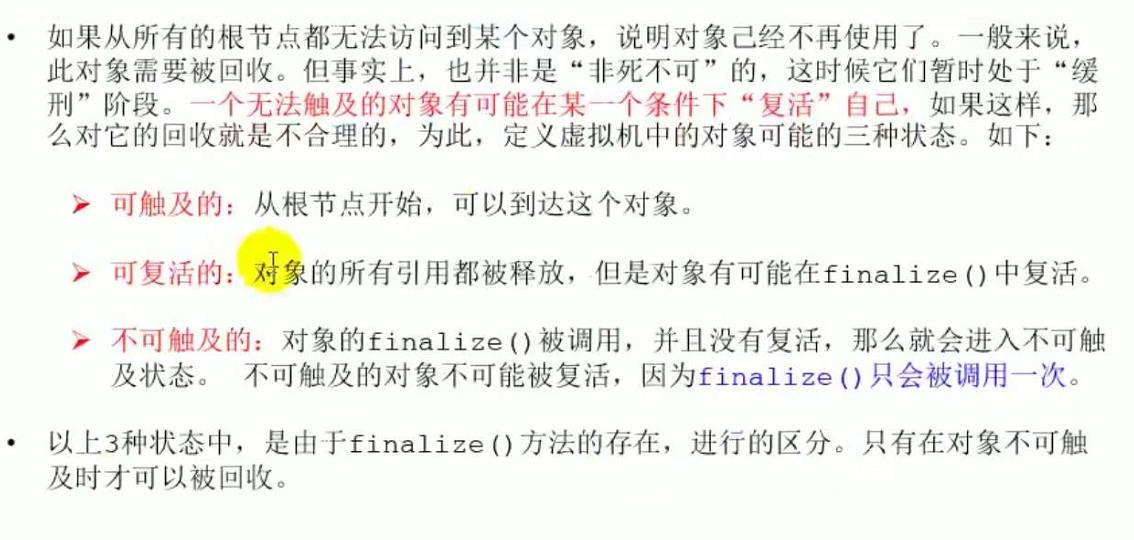 • 如果从所有的根节点都无法访问到某个对象，说明对象己经不再使用了。一般来说，
此对象需要被回收。但事实上，也并非是“非死不可”的，这时候它们暂时处于“缓
刑”阶段。一个无法触及的对象有可能在某一个条件下“复活”自己，如果这样，那
么对它的回收就是不合理的，为此，定义虚拟机中的对象可能的三种状态。如下：
➢ 可触及的：从根节点开始，可以到达这个对象。
➢ 可复活的：对象的所有引用都被释放，但是对象有可能在finalize()中复活。
➢ 不可触及的：对象的finalize()被调用，并且没有复活，那么就会进入不可触
及状态。 不可触及的对象不可能被复活，因为finalize()只会被调用一次。
• 以上3种状态中，是由于finalize()方法的存在，进行的区分。只有在对象不可触
及时才可以被回收。